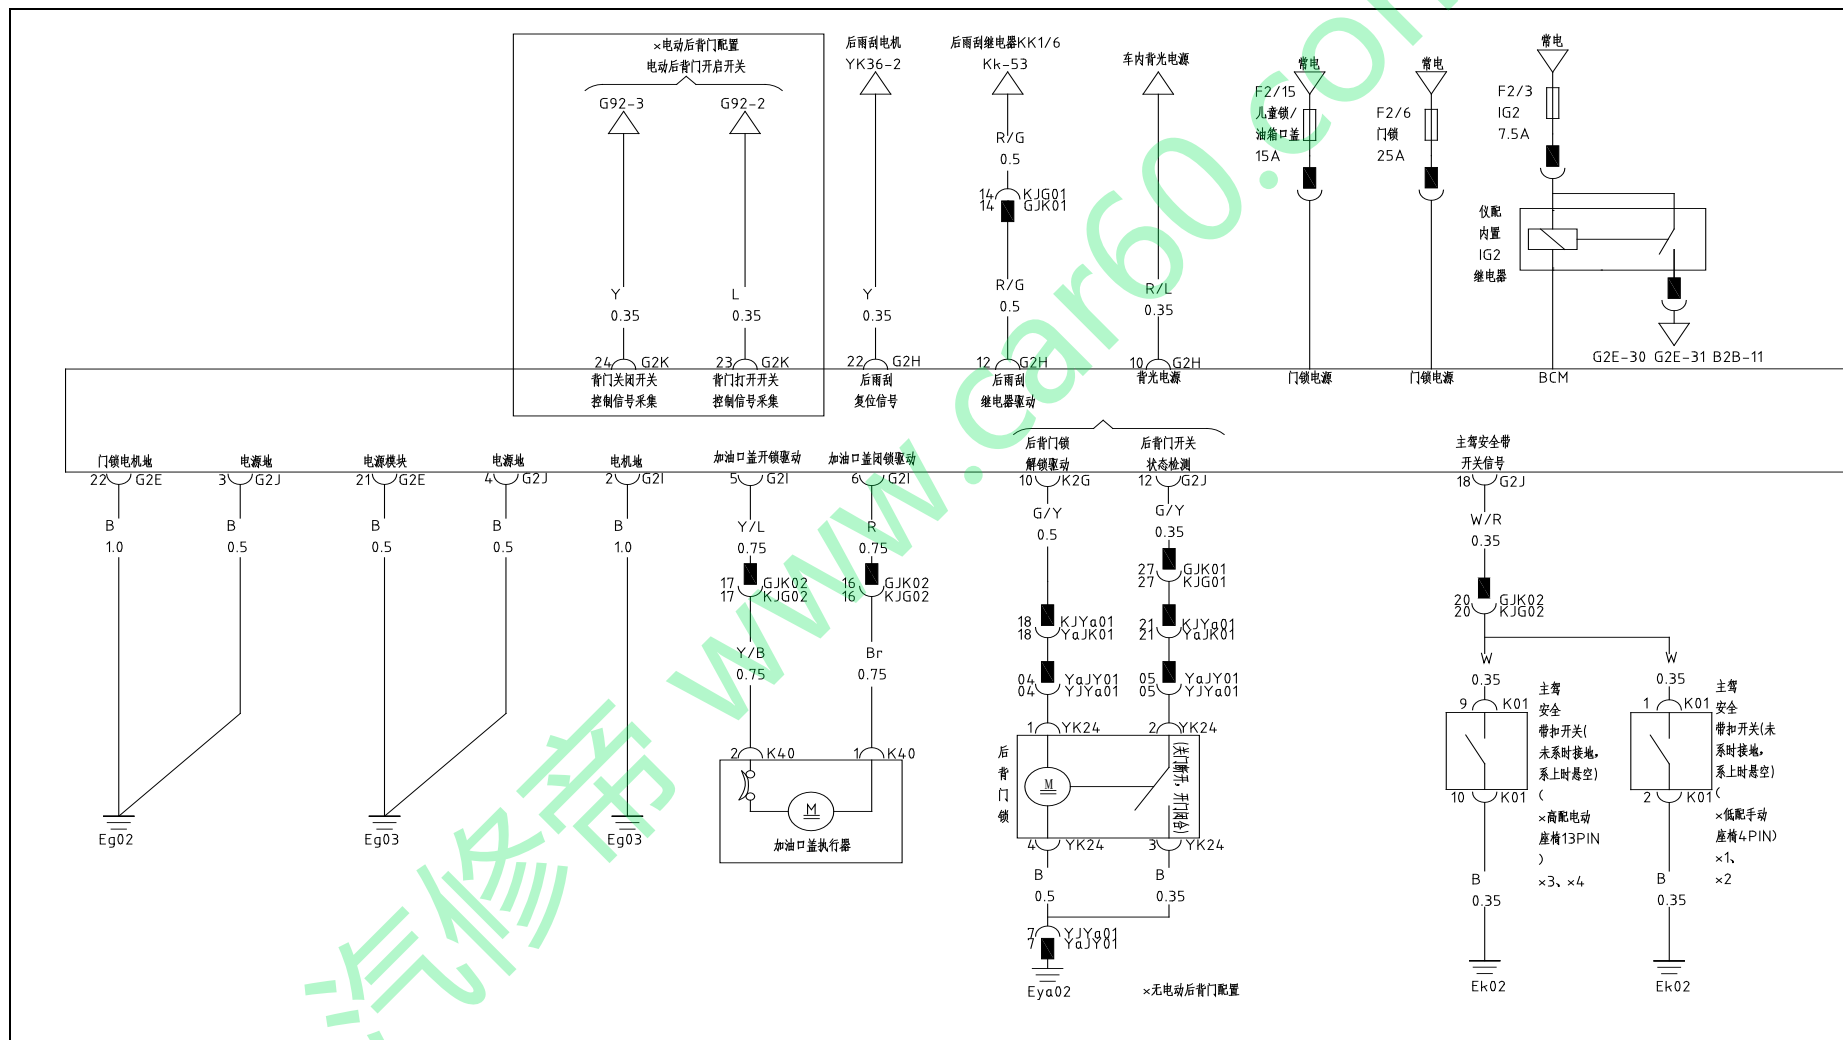 ×电动后背门配置
电动后背门开启开关
G92-3
G92-2
后雨刮电机
YK36-2
后雨刮继电器KK1/6
Kk-53
车内背光电源
常电
F2/15
儿童锁/
油箱口盖
15A
常电
F2/6
门锁
25A
常电
F2/3
IG2
7.5A
R/G
0.5
14 KJG01
14 GJK01
仪配
内置
IG2
继电器
Y
0.35
L
0.35
Y
0.35
R/G
0.5
R/L
0.35
G2E-30 G2E-31 B2B-11
24 G2K
23 G2K
22 G2H
12 G2H
10 G2H
背门关闭开关
控制信号采集
背门打开开关
控制信号采集
后雨刮
复位信号
后雨刮
继电器驱动
背光电源
门锁电源
门锁电源
BCM
门锁电机地
电源地
电源模块
电源地
电机地
加油口盖开锁驱动
加油口盖闭锁驱动
后背门锁
解锁驱动
后背门开关
状态检测
主驾安全带
开关信号
22 G2E
3 G2J
21 G2E
4 G2J
2 G2I
5 G2I
6 G2I
10 K2G
12 G2J
18 G2J
B
1.0
B
0.5
B
0.5
B
0.5
B
1.0
Y/L
0.75
R
0.75
G/Y
0.5
G/Y
0.35
W/R
0.35
17 GJK02
17 KJG02
16 GJK02
16 KJG02
27 GJK01
27 KJG01
20 GJK02
20 KJG02
18 KJYa01
18 YaJK01
21 KJYa01
21 YaJK01
Y/B
0.75
Br
0.75
04 YaJY01
04 YJYa01
05 YaJY01
05 YJYa01
W
0.35
W
0.35
2 K40
1 K40
1 YK24
2 YK24
9 K01
1 K01
M
加油口盖执行器
后背门锁
M
(关门断开，开门闭合)
主驾
安全
带扣开关(
未系时接地，
系上时悬空)
(
×高配电动
座椅13PIN
)
×3、×4
主驾
安全
带扣开关(未
系时接地，
系上时悬空)
(
×低配手动
座椅4PIN)
×1、
×2
10 K01
2 K01
Eg02
Eg03
Eg03
4 YK24
3 YK24
B
0.5
B
0.35
B
0.35
B
0.35
7 YJYa01
7 YaJY01
Eya02
×无电动后背门配置
Ek02
Ek02
汽修帝 www.car60.com